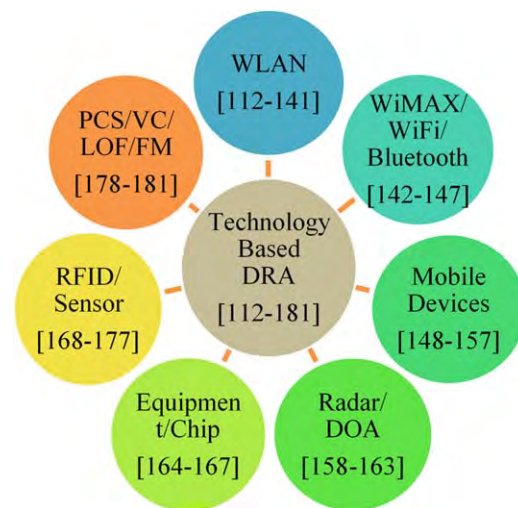 WLAN
[112-141]
WiMAX/
WiFi/
Bluetooth
[142-147]
Mobile
Devices
[148-157]
Radar/
DOA
[158-163]
Equipmen
t/Chip
[164-167]
RFID/
Sensor
[168-177]
PCS/VC/
LOF/FM
[178-181]
Technology
Based
DRA
[112-181]